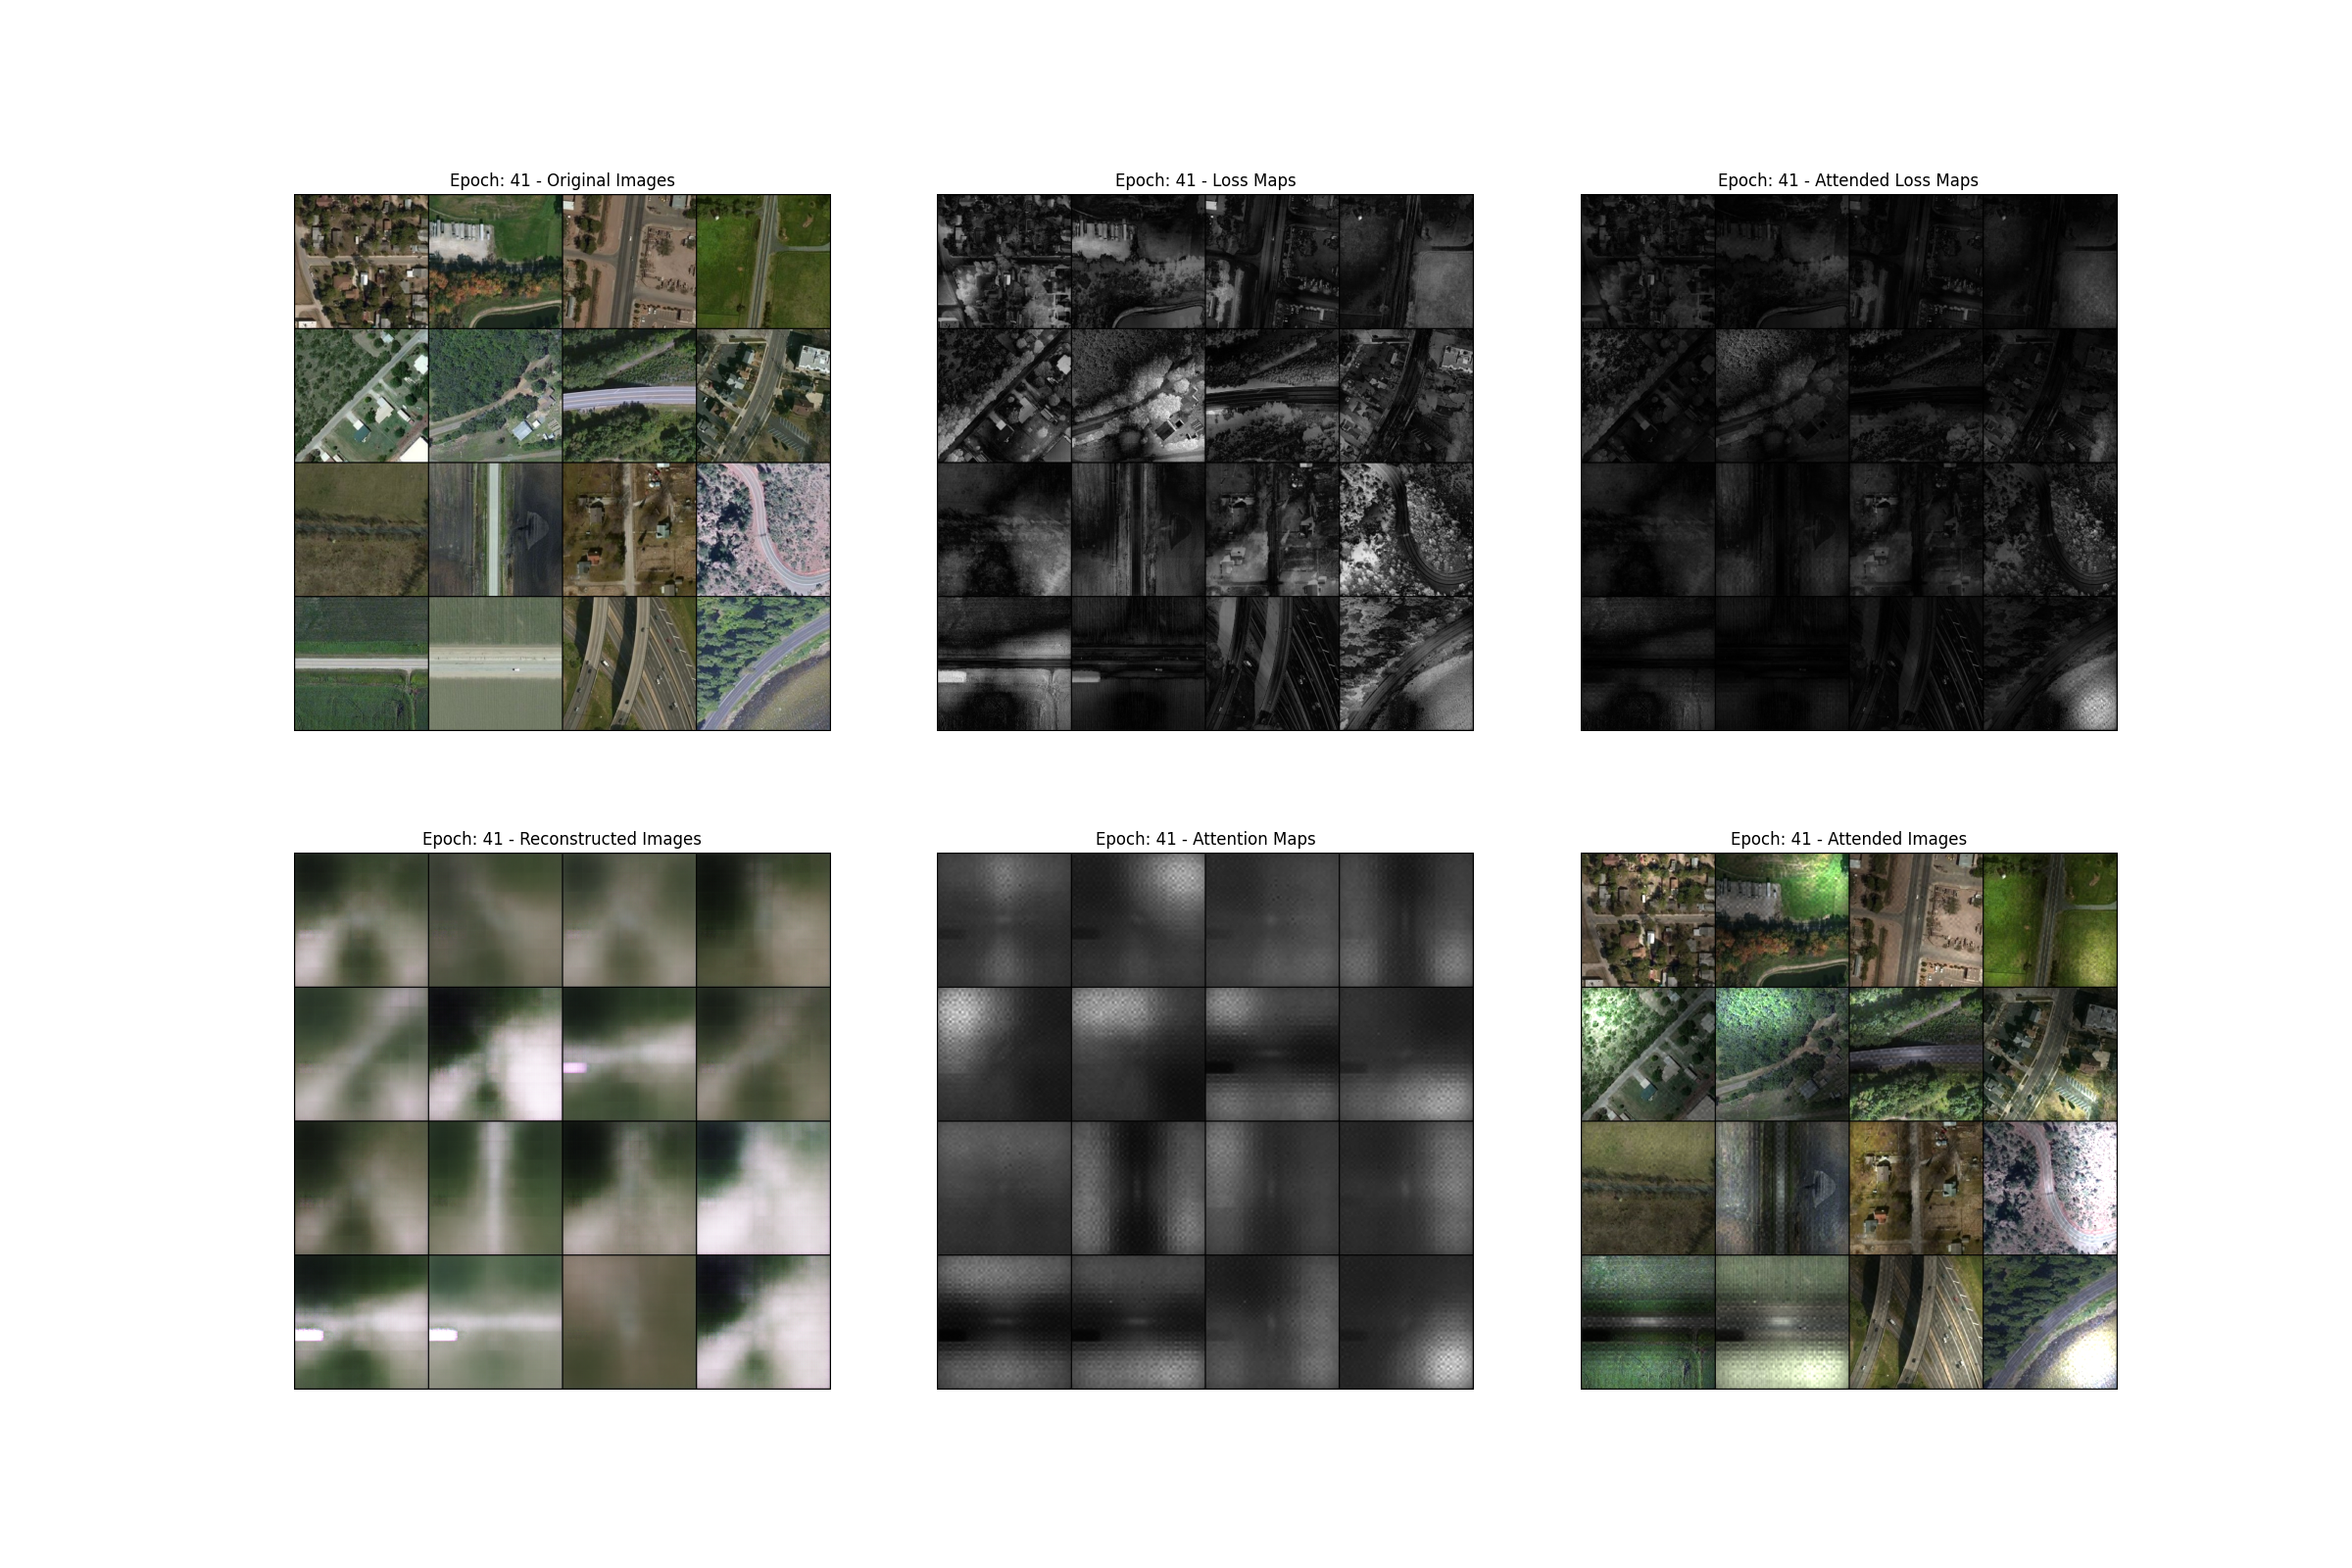 Epoch: 41 - Original Images
Epoch: 41 - Loss Maps
Epoch: 41 - Attended Loss Maps
Epoch: 41 - Reconstructed Images
Epoch: 41 - Attention Maps
Epoch: 41 - Attended Images